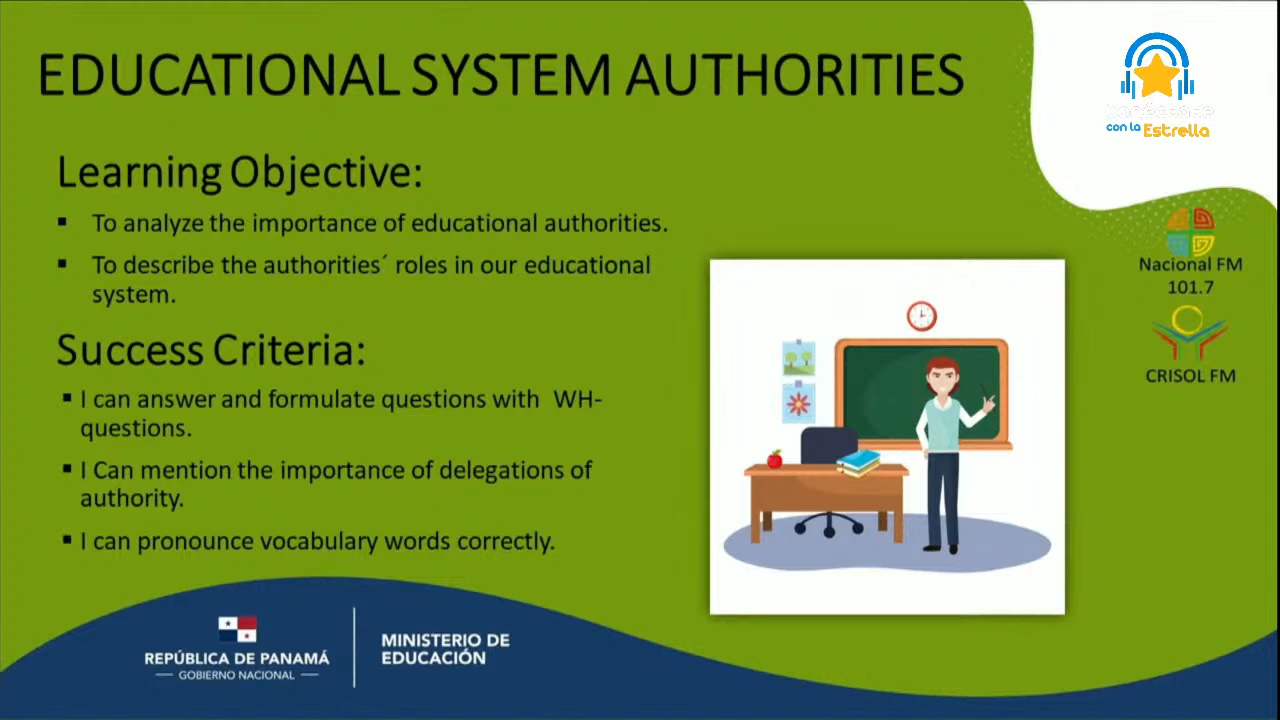 EDUCATIONAL SYSTEM AUTHORITIES
conéctate
con la Estrella
Learning Objective:
▪ To analyze the importance of educational authorities.
▪ To describe the authorities´ roles in our educational
system.
Nacional FM
101.7
CRISOL FM
Success Criteria:
▪ I can answer and formulate questions with WH-
questions.
▪ I Can mention the importance of delegations of
authority.
▪ I can pronounce vocabulary words correctly.
REPÚBLICA DE PANAMÁ
GOBIERNO NACIONAL
MINISTERIO DE
EDUCACIÓN